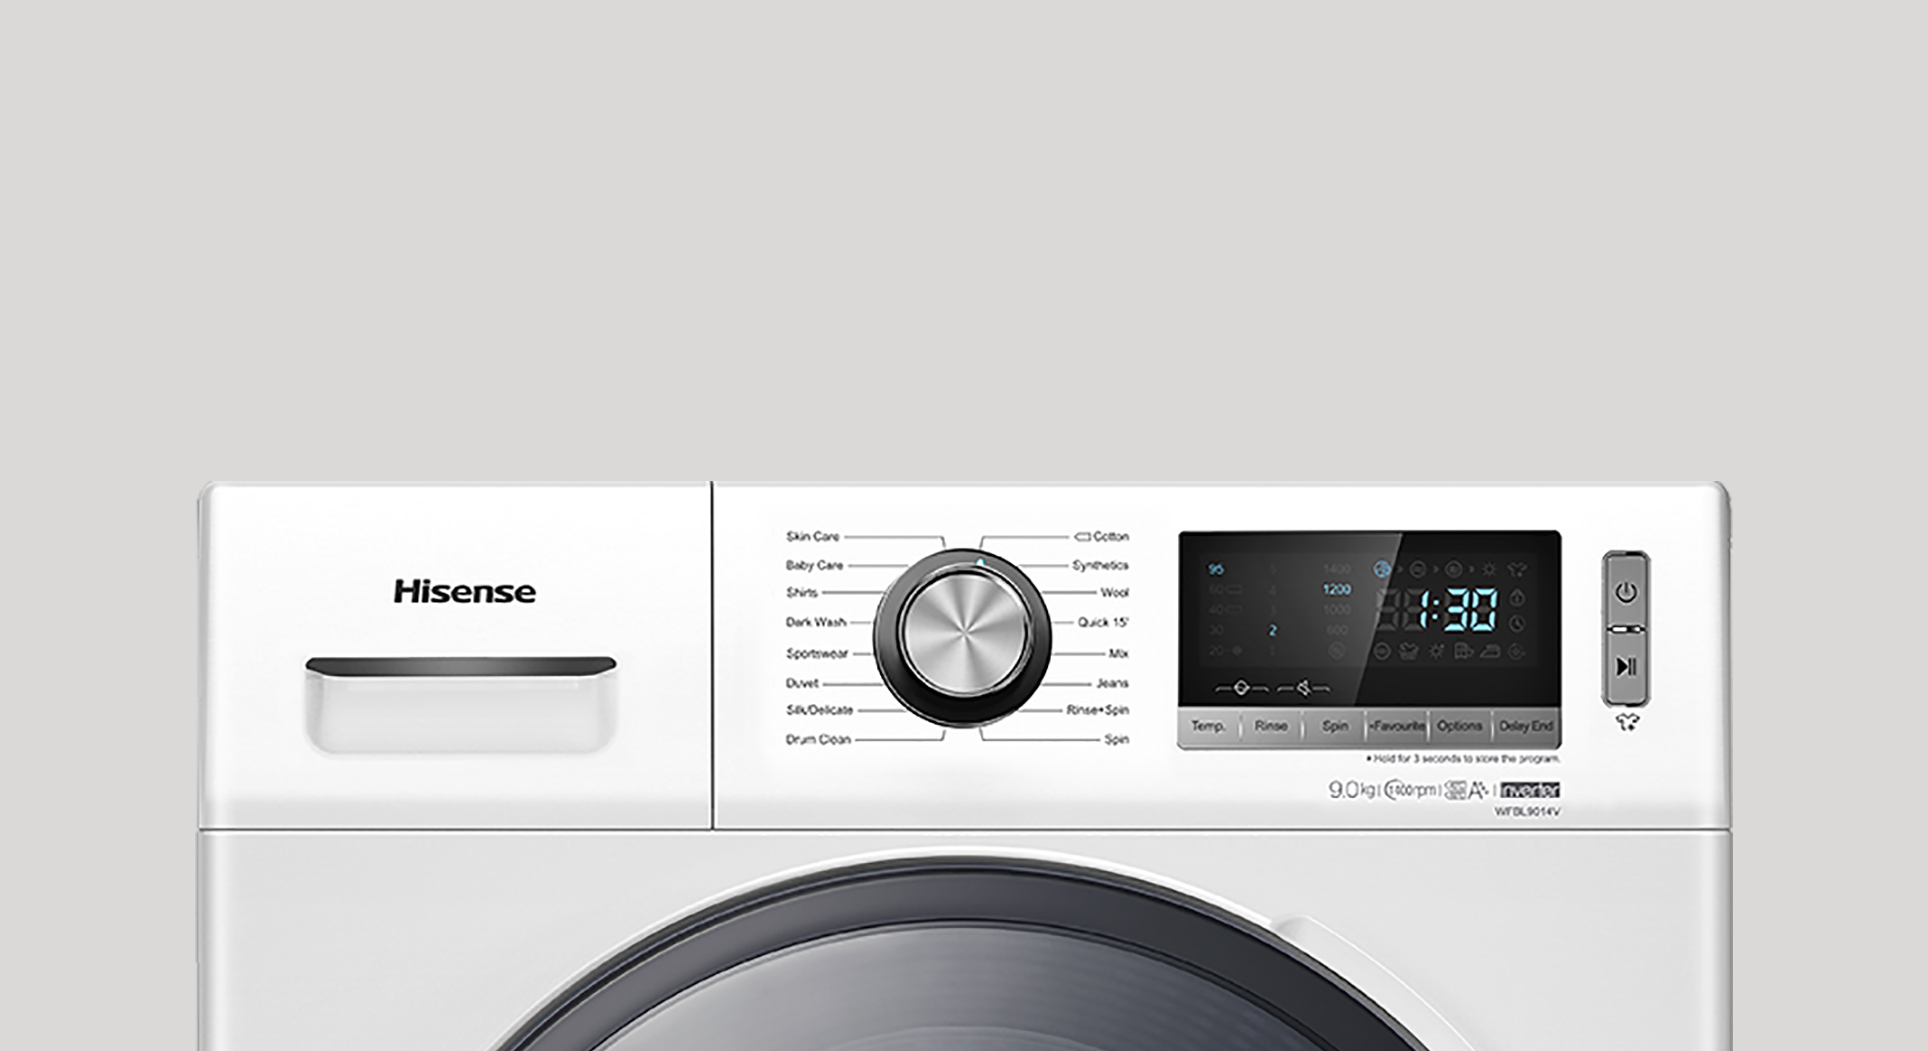 Hisense
Skin Care
Baby Care
Shirts
Dark Wash
Sportswear
Duvet
Silk/Delicate
Drum Clean
Cotton
Synthetics
Wool
Quick 15'
Mix
Jeans
Rinse+Spin
Spin
95 5 1400
60 4 1200
40 3 1000
30 2 600
20 1
1:30
Temp. Rinse Spin •Favourite Options Delay End
• Hold for 3 seconds to store the program.
9.0kg | 1400rpm | A | Inverter
WFBL9014V